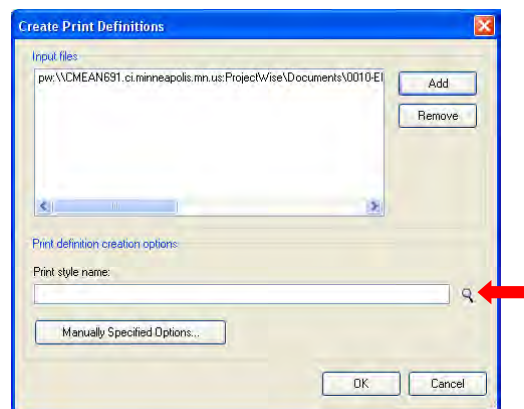 Create Print Definitions
Input files
pw:\\CMEAN691.ci.minneapolis.mn.us:ProjectWise\Documents\0010-El
Add
Remove
Print definition creation options:
Print style name:
Manually Specified Options...
OK
Cancel